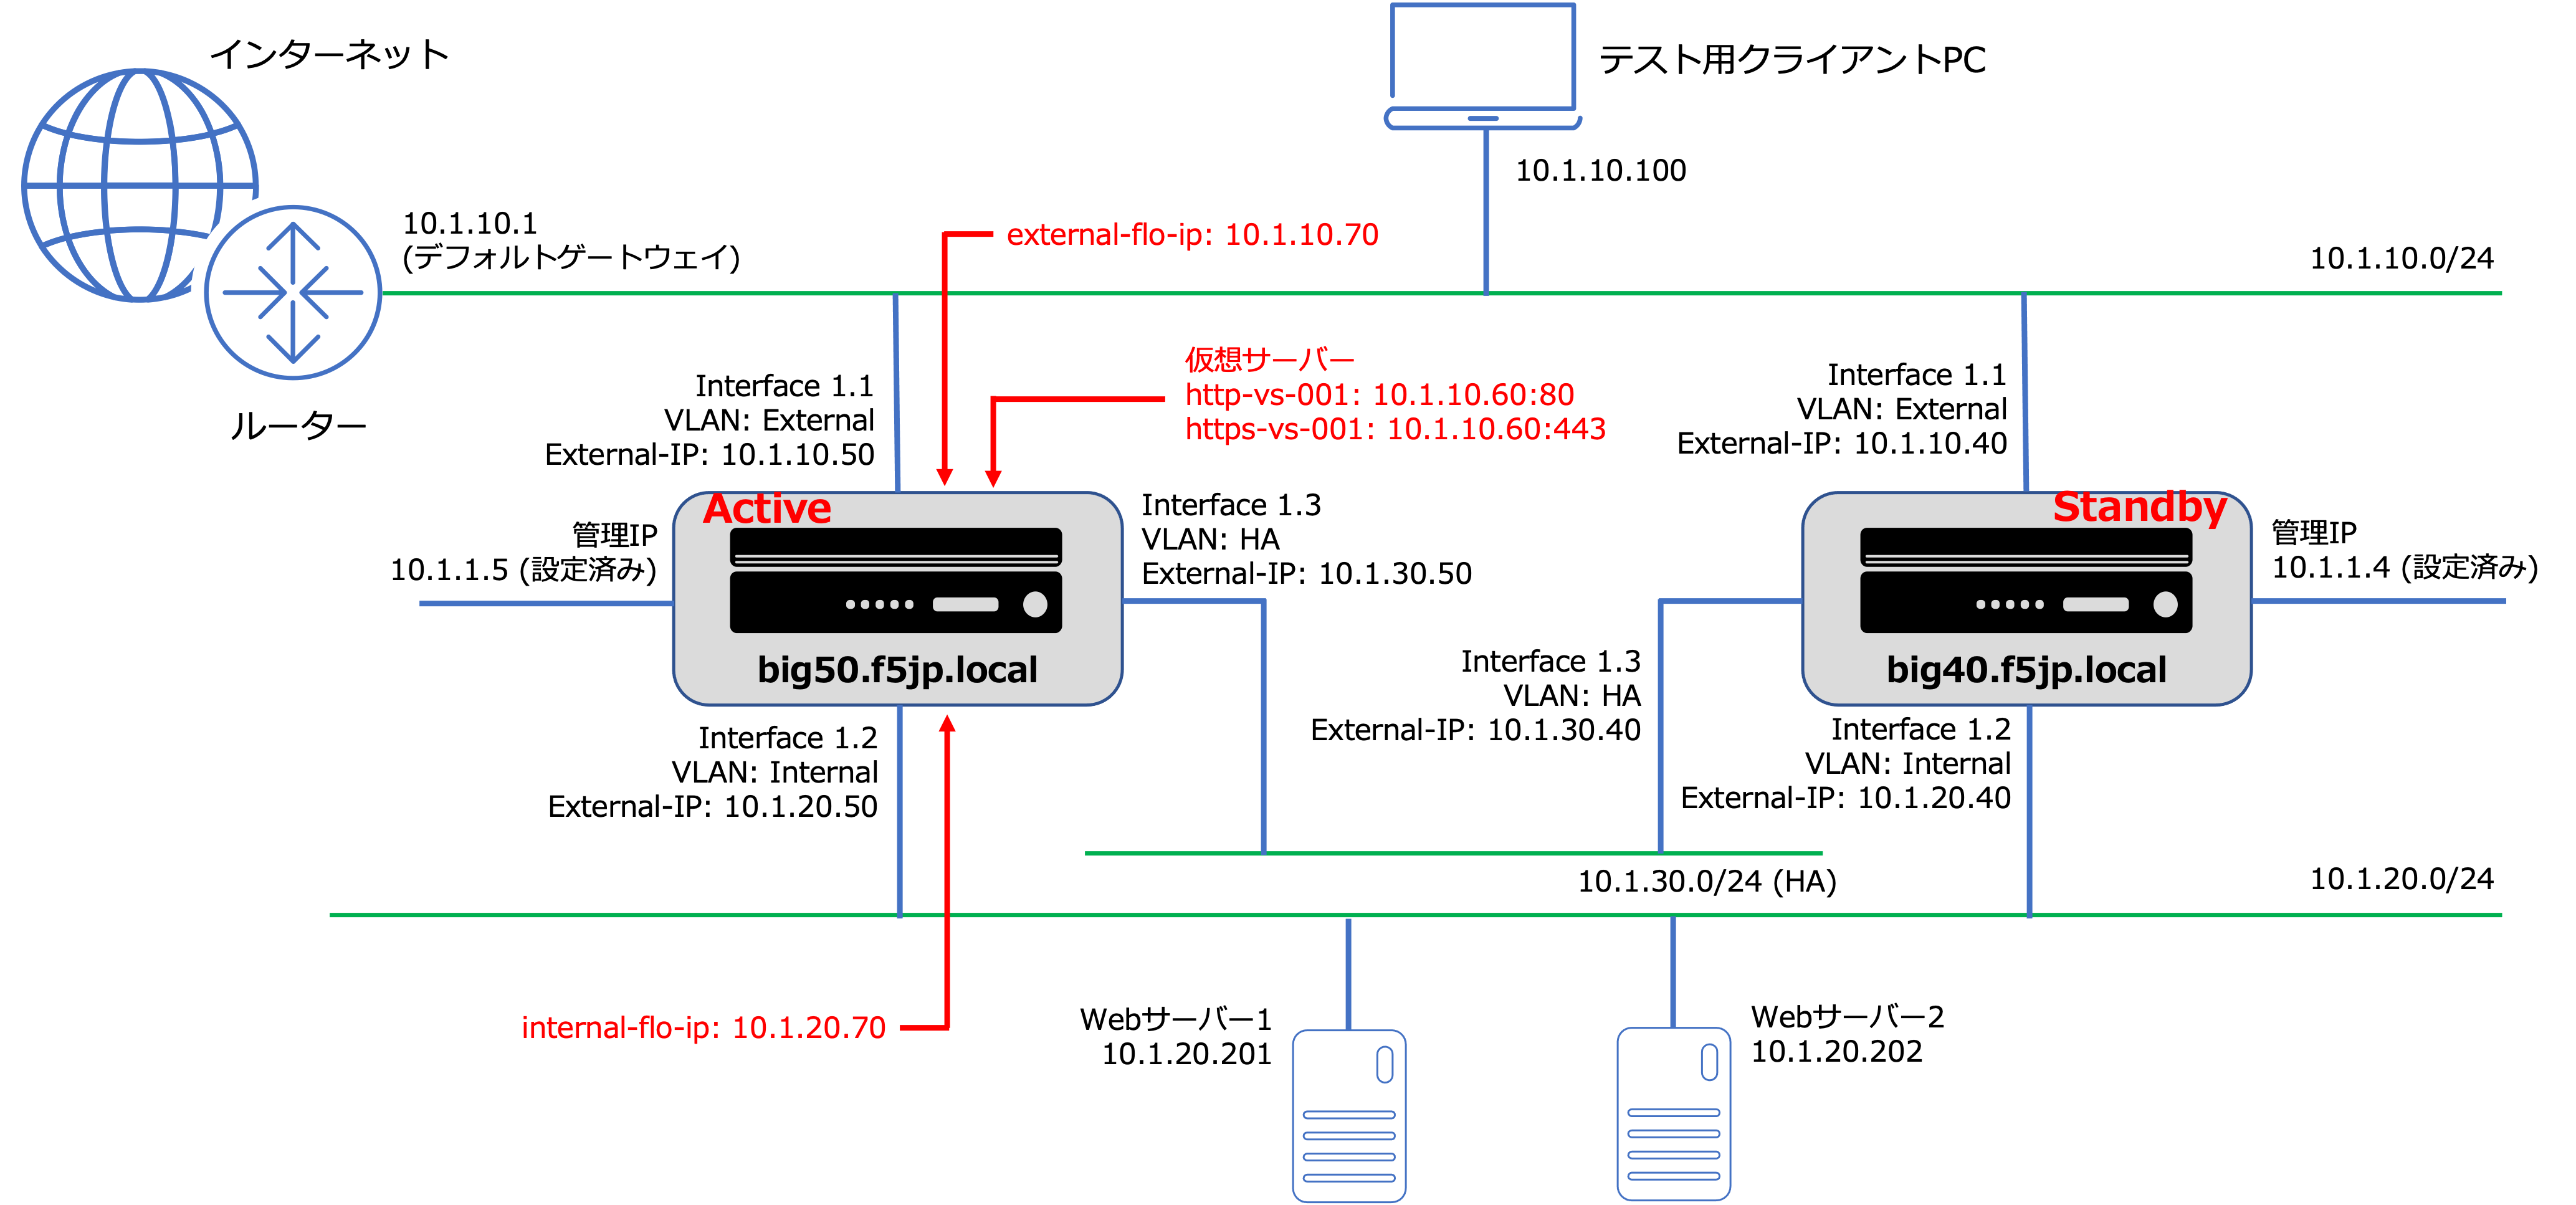 インターネット
テスト用クライアントPC
10.1.10.100
10.1.10.1
(デフォルトゲートウェイ)
external-flo-ip: 10.1.10.70
10.1.10.0/24
ルーター
Interface 1.1
VLAN: External
External-IP: 10.1.10.50
仮想サーバー
http-vs-001: 10.1.10.60:80
https-vs-001: 10.1.10.60:443
Interface 1.1
VLAN: External
External-IP: 10.1.10.40
Active
管理IP
10.1.1.5 (設定済み)
big50.f5jp.local
Interface 1.3
VLAN: HA
External-IP: 10.1.30.50
Standby
管理IP
10.1.1.4 (設定済み)
big40.f5jp.local
Interface 1.3
VLAN: HA
External-IP: 10.1.30.40
Interface 1.2
VLAN: Internal
External-IP: 10.1.20.50
Interface 1.2
VLAN: Internal
External-IP: 10.1.20.40
10.1.30.0/24 (HA)
10.1.20.0/24
internal-flo-ip: 10.1.20.70
Webサーバー1
10.1.20.201
Webサーバー2
10.1.20.202